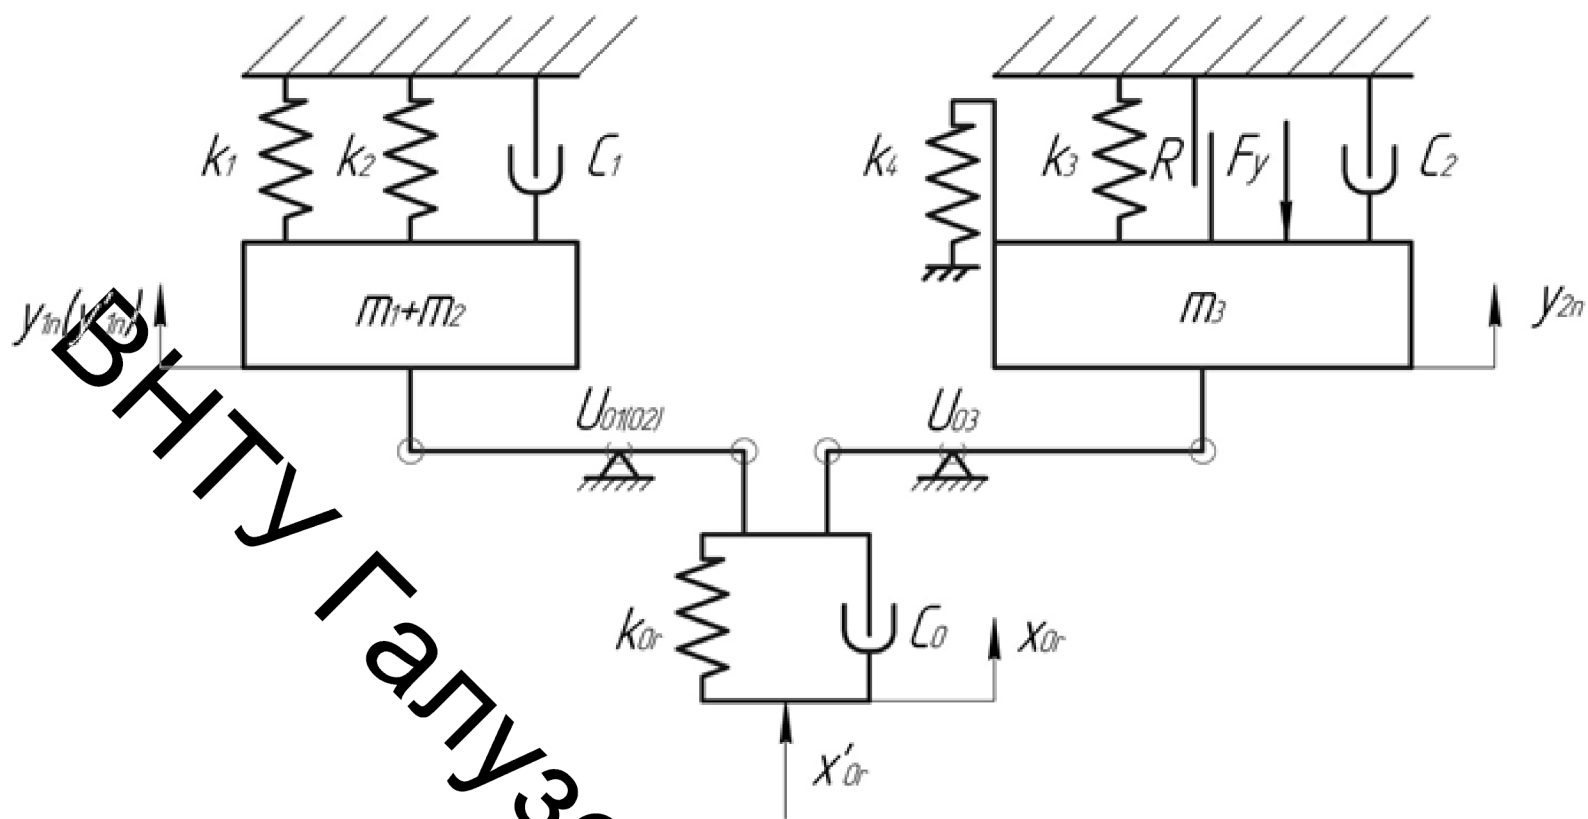 k1 k2 C1 k4 k3 R Fy C2
m1+m2 m3 y2n
U01(02) U03
k0r C0 x0r
x'0r
ВНТУ